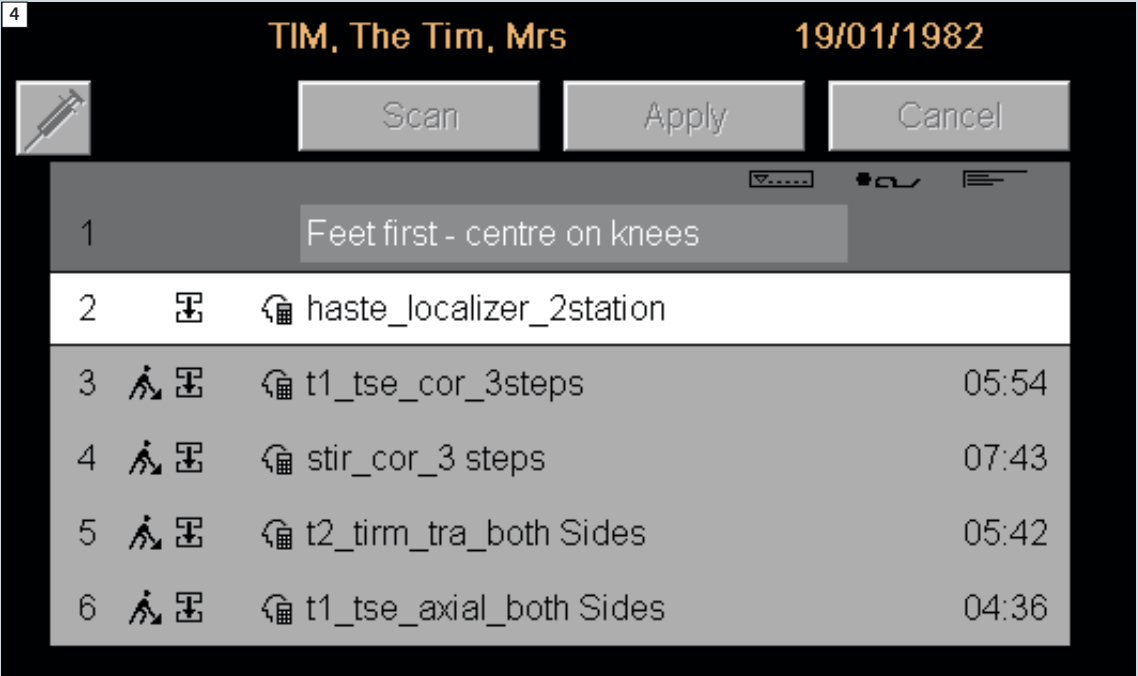 4
TIM, The Tim, Mrs 19/01/1982
Scan Apply Cancel
1 Feet first - centre on knees
2 haste_localizer_2station
3 t1_tse_cor_3steps 05:54
4 stir_cor_3 steps 07:43
5 t2_tirm_tra_both Sides 05:42
6 t1_tse_axial_both Sides 04:36